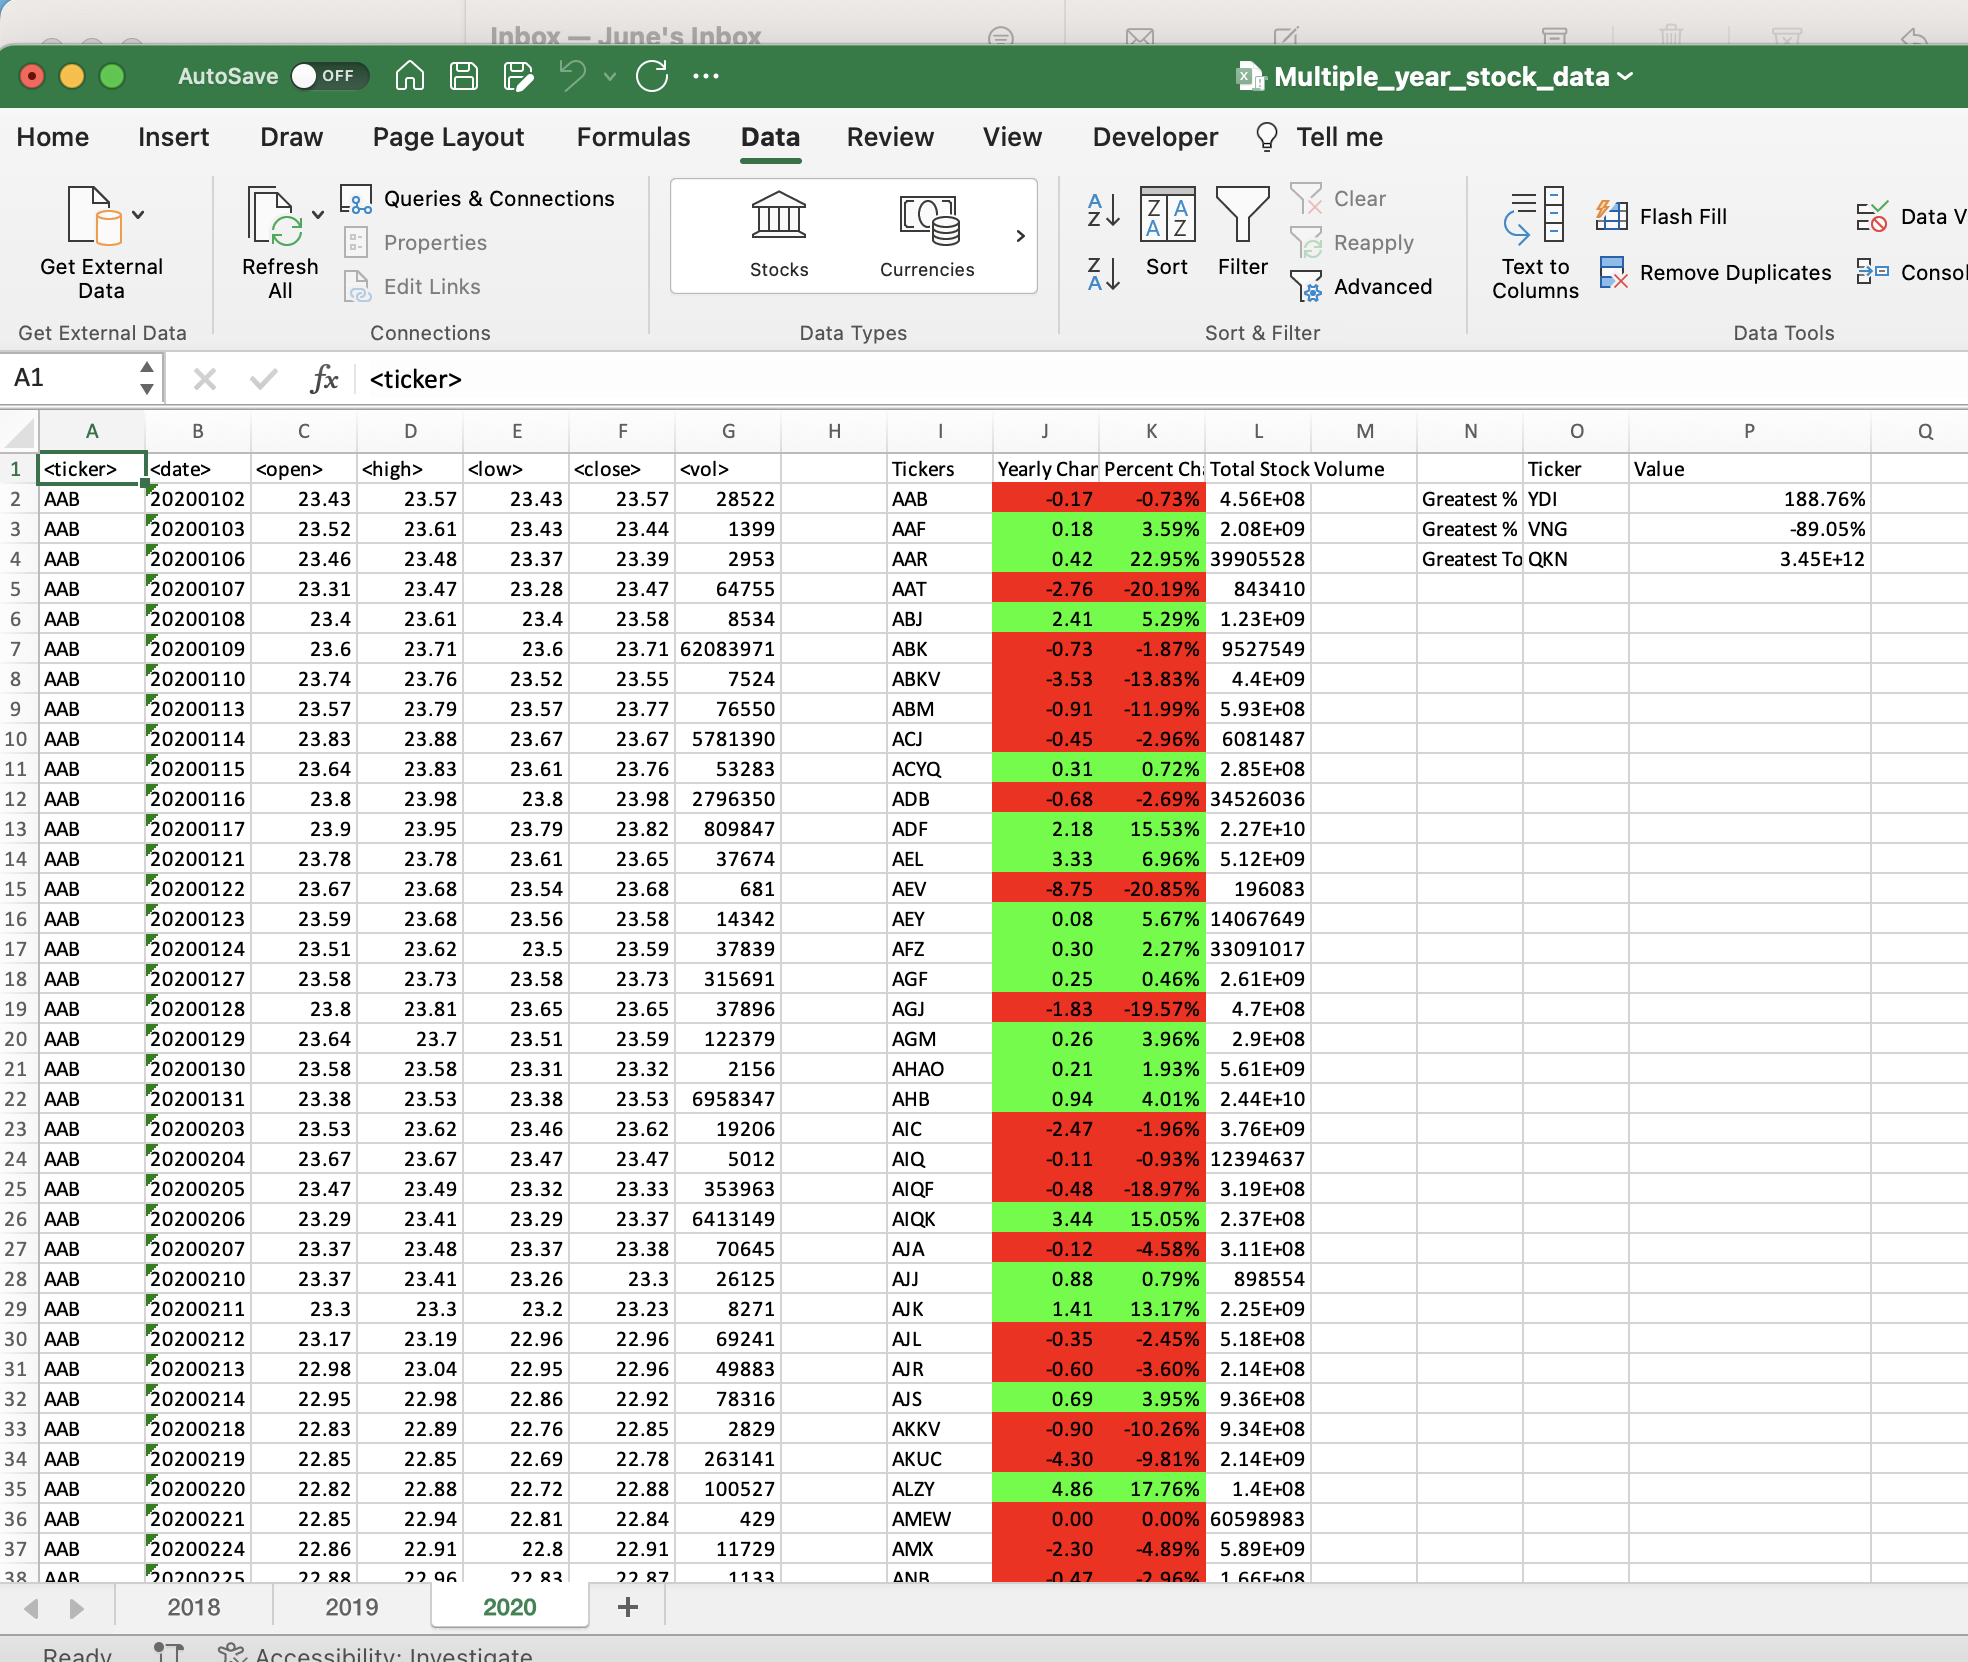 Inbox — June's Inbox
AutoSave OFF Multiple_year_stock_data
Home Insert Draw Page Layout Formulas Data Review View Developer Tell me
Get External Data
Refresh All
Queries & Connections
Properties
Edit Links
Stocks Currencies
Sort Filter
Clear
Reapply
Advanced
Text to Columns
Flash Fill
Remove Duplicates
Data V
Consol
Get External Data Connections Data Types Sort & Filter Data Tools
A1 fx <ticker>
A B C D E F G H I J K L M N O P Q
1 <ticker> <date> <open> <high> <low> <close> <vol> Tickers Yearly Chan Percent Cha Total Stock Volume Ticker Value
2 AAB 20200102 23.43 23.57 23.43 23.57 28522 AAB -0.17 -0.73% 4.56E+08 Greatest % YDI 188.76%
3 AAB 20200103 23.52 23.61 23.43 23.44 1399 AAF 0.18 3.59% 2.08E+09 Greatest % VNG -89.05%
4 AAB 20200106 23.46 23.48 23.37 23.39 2953 AAR 0.42 22.95% 39905528 Greatest To QKN 3.45E+12
5 AAB 20200107 23.31 23.47 23.28 23.47 64755 AAT -2.76 -20.19% 843410
6 AAB 20200108 23.4 23.61 23.4 23.58 8534 ABJ 2.41 5.29% 1.23E+09
7 AAB 20200109 23.6 23.71 23.6 23.71 62083971 ABK -0.73 -1.87% 9527549
8 AAB 20200110 23.74 23.76 23.52 23.55 7524 ABKV -3.53 -13.83% 4.4E+09
9 AAB 20200113 23.57 23.79 23.57 23.77 76550 ABM -0.91 -11.99% 5.93E+08
10 AAB 20200114 23.83 23.88 23.67 23.67 5781390 ACJ -0.45 -2.96% 6081487
11 AAB 20200115 23.64 23.83 23.61 23.76 53283 ACYQ 0.31 0.72% 2.85E+08
12 AAB 20200116 23.8 23.98 23.8 23.98 2796350 ADB -0.68 -2.69% 34526036
13 AAB 20200117 23.9 23.95 23.79 23.82 809847 ADF 2.18 15.53% 2.27E+10
14 AAB 20200121 23.78 23.78 23.61 23.65 37674 AEL 3.33 6.96% 5.12E+09
15 AAB 20200122 23.67 23.68 23.54 23.68 681 AEV -8.75 -20.85% 196083
16 AAB 20200123 23.59 23.68 23.56 23.58 14342 AEY 0.08 5.67% 14067649
17 AAB 20200124 23.51 23.62 23.5 23.59 37839 AFZ 0.30 2.27% 33091017
18 AAB 20200127 23.58 23.73 23.58 23.73 315691 AGF 0.25 0.46% 2.61E+09
19 AAB 20200128 23.8 23.81 23.65 23.65 37896 AGJ -1.83 -19.57% 4.7E+08
20 AAB 20200129 23.64 23.7 23.51 23.59 122379 AGM 0.26 3.96% 2.9E+08
21 AAB 20200130 23.58 23.58 23.31 23.32 2156 AHAO 0.21 1.93% 5.61E+09
22 AAB 20200131 23.38 23.53 23.38 23.53 6958347 AHB 0.94 4.01% 2.44E+10
23 AAB 20200203 23.53 23.62 23.46 23.62 19206 AIC -2.47 -1.96% 3.76E+09
24 AAB 20200204 23.67 23.67 23.47 23.47 5012 AIQ -0.11 -0.93% 12394637
25 AAB 20200205 23.47 23.49 23.32 23.33 353963 AIQF -0.48 -18.97% 3.19E+08
26 AAB 20200206 23.29 23.41 23.29 23.37 6413149 AIQK 3.44 15.05% 2.37E+08
27 AAB 20200207 23.37 23.48 23.37 23.38 70645 AJA -0.12 -4.58% 3.11E+08
28 AAB 20200210 23.37 23.41 23.26 23.3 26125 AJJ 0.88 0.79% 898554
29 AAB 20200211 23.3 23.3 23.2 23.23 8271 AJK 1.41 13.17% 2.25E+09
30 AAB 20200212 23.17 23.19 22.96 22.96 69241 AJL -0.35 -2.45% 5.18E+08
31 AAB 20200213 22.98 23.04 22.95 22.96 49883 AJR -0.60 -3.60% 2.14E+08
32 AAB 20200214 22.95 22.98 22.86 22.92 78316 AJS 0.69 3.95% 9.36E+08
33 AAB 20200218 22.83 22.89 22.76 22.85 2829 AKKV -0.90 -10.26% 9.34E+08
34 AAB 20200219 22.85 22.85 22.69 22.78 263141 AKUC -4.30 -9.81% 2.14E+09
35 AAB 20200220 22.82 22.88 22.72 22.88 100527 ALZY 4.86 17.76% 1.4E+08
36 AAB 20200221 22.85 22.94 22.81 22.84 429 AMEW 0.00 0.00% 60598983
37 AAB 20200224 22.86 22.91 22.8 22.91 11729 AMX -2.30 -4.89% 5.89E+09
38 AAB 20200225 22.88 22.96 22.83 22.87 1133 ANB -0.47 -2.96% 1.66E+08
2018 2019 2020
Ready Accessibility: Investigate